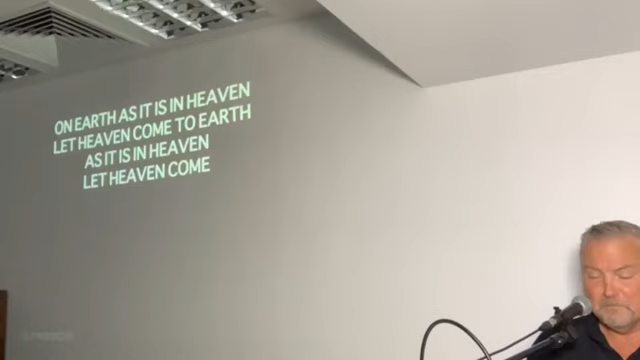 ON EARTH AS IT IS IN HEAVEN
LET HEAVEN COME TO EARTH
AS IT IS IN HEAVEN
LET HEAVEN COME